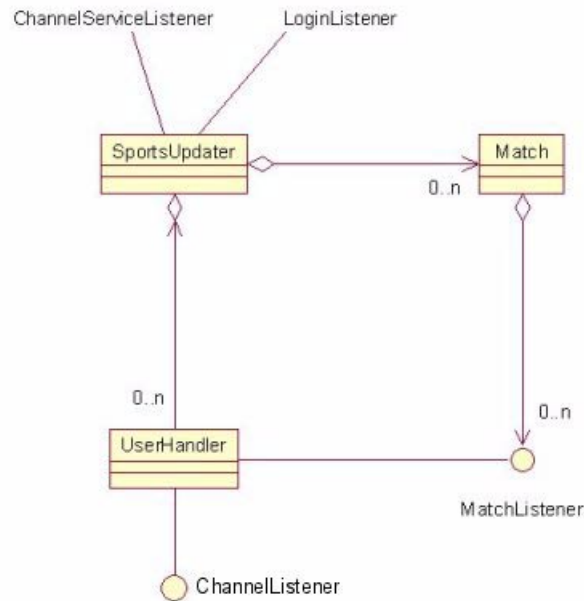 ChannelServiceListener
LoginListener
SportsUpdater
Match
0..n
0..n
0..n
UserHandler
MatchListener
ChannelListener